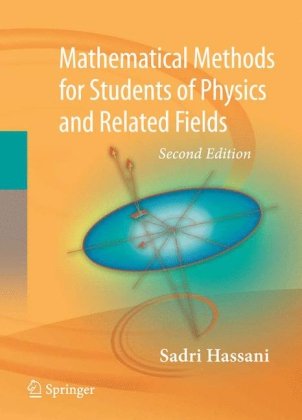 Mathematical Methods
for Students of Physics
and Related Fields
Second Edition
Sadri Hassani
Springer